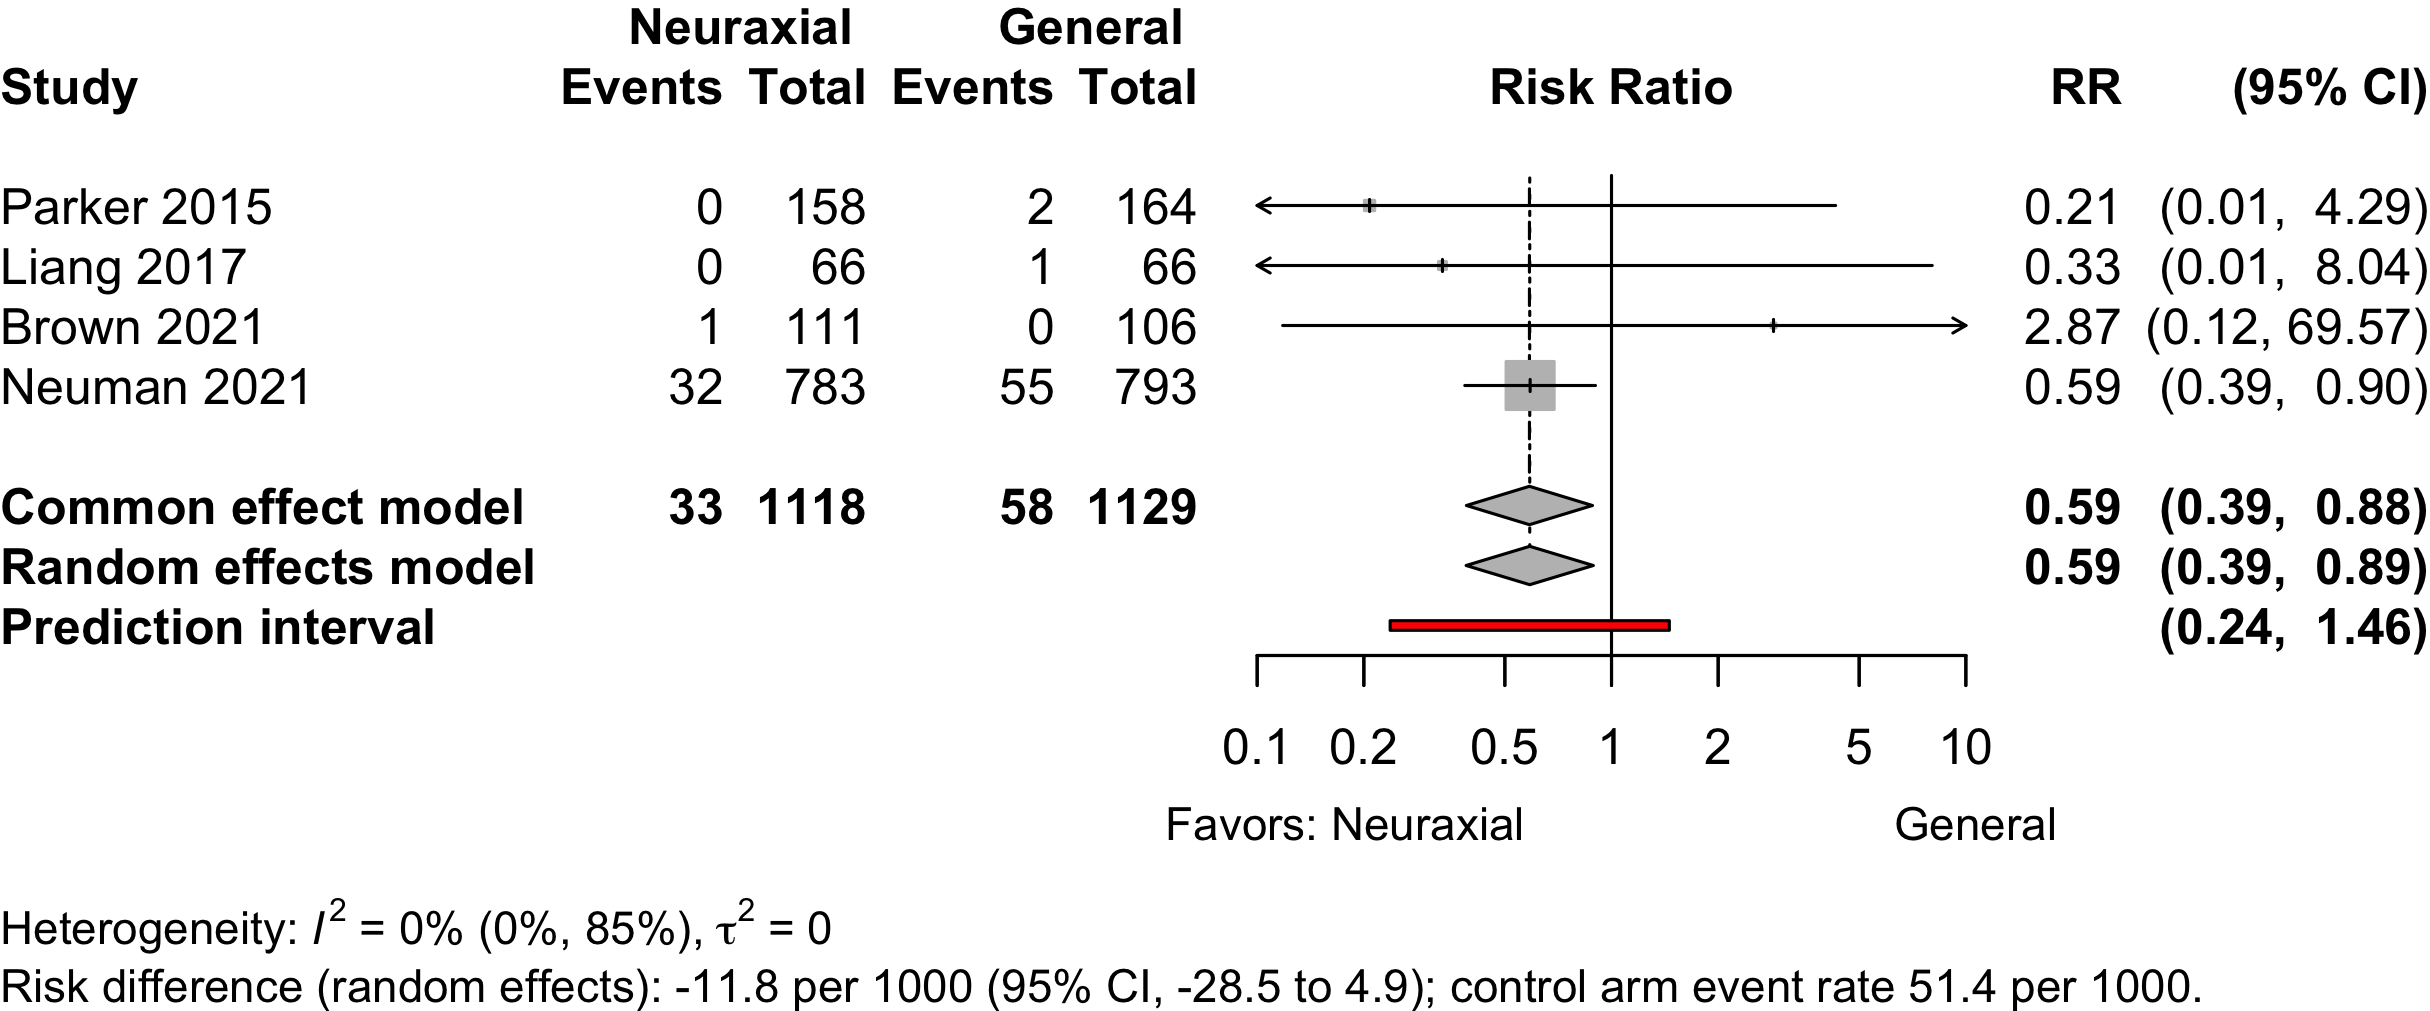 Neuraxial General
Study Events Total Events Total Risk Ratio RR (95% CI)
Parker 2015 0 158 2 164 0.21 (0.01, 4.29)
Liang 2017 0 66 1 66 0.33 (0.01, 8.04)
Brown 2021 1 111 0 106 2.87 (0.12, 69.57)
Neuman 2021 32 783 55 793 0.59 (0.39, 0.90)
Common effect model 33 1118 58 1129 0.59 (0.39, 0.88)
Random effects model 0.59 (0.39, 0.89)
Prediction interval (0.24, 1.46)
0.1 0.2 0.5 1 2 5 10
Favors: Neuraxial General
Heterogeneity: I² = 0% (0%, 85%), τ² = 0
Risk difference (random effects): -11.8 per 1000 (95% CI, -28.5 to 4.9); control arm event rate 51.4 per 1000.